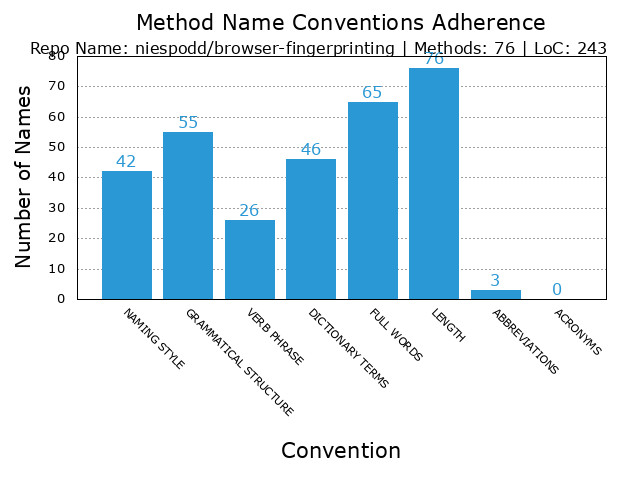 Method Name Conventions Adherence
Repo Name: niespodd/browser-fingerprinting | Methods: 76 | LoC: 243
Number of Names
80
70
60
50
40
30
20
10
0
42
55
26
46
65
76
3
0
NAMING STYLE
GRAMMATICAL STRUCTURE
VERB PHRASE
DICTIONARY TERMS
FULL WORDS
LENGTH
ABBREVIATIONS
ACRONYMS
Convention